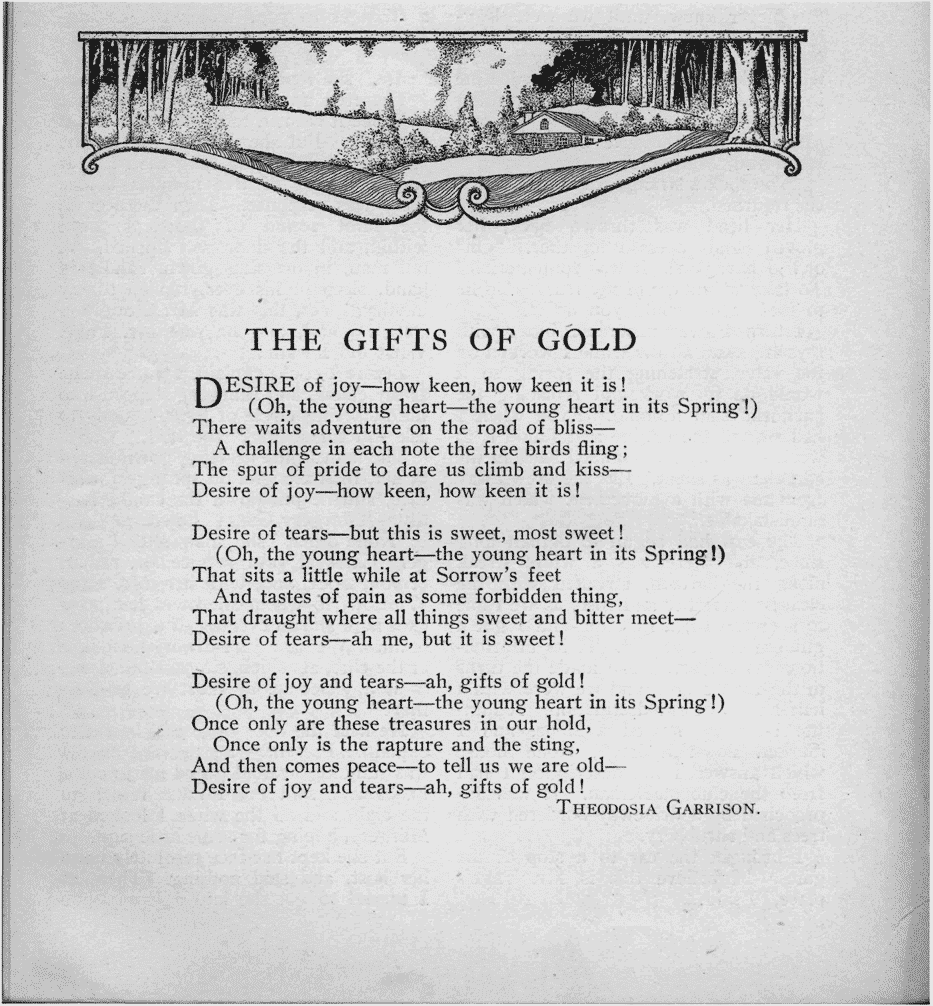 THE GIFTS OF GOLD
DESIRE of joy—how keen, how keen it is!
(Oh, the young heart—the young heart in its Spring!)
There waits adventure on the road of bliss—
A challenge in each note the free birds fling;
The spur of pride to dare us climb and kiss—
Desire of joy—how keen, how keen it is!
Desire of tears—but this is sweet, most sweet!
(Oh, the young heart—the young heart in its Spring!)
That sits a little while at Sorrow's feet
And tastes of pain as some forbidden thing,
That draught where all things sweet and bitter meet—
Desire of tears—ah me, but it is sweet!
Desire of joy and tears—ah, gifts of gold!
(Oh, the young heart—the young heart in its Spring!)
Once only are these treasures in our hold,
Once only is the rapture and the sting,
And then comes peace—to tell us we are old—
Desire of joy and tears—ah, gifts of gold!
THEODOSIA GARRISON.